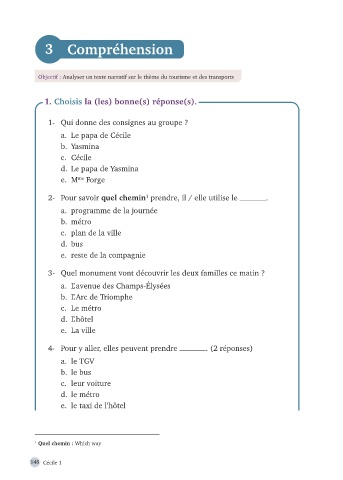 3 Compréhension
Objectif : Analyser un texte narratif sur le thème du tourisme et des transports
1. Choisis la (les) bonne(s) réponse(s).
1- Qui donne des consignes au groupe ?
a. Le papa de Cécile
b. Yasmina
c. Cécile
d. Le papa de Yasmina
e. Mme Forge
2- Pour savoir quel chemin¹ prendre, il / elle utilise le ______.
a. programme de la journée
b. métro
c. plan de la ville
d. bus
e. reste de la compagnie
3- Quel monument vont découvrir les deux familles ce matin ?
a. L'avenue des Champs-Élysées
b. L'Arc de Triomphe
c. Le métro
d. L'hôtel
e. La ville
4- Pour y aller, elles peuvent prendre ______. (2 réponses)
a. le TGV
b. le bus
c. leur voiture
d. le métro
e. le taxi de l'hôtel
¹ Quel chemin : Which way
148 Cécile 1